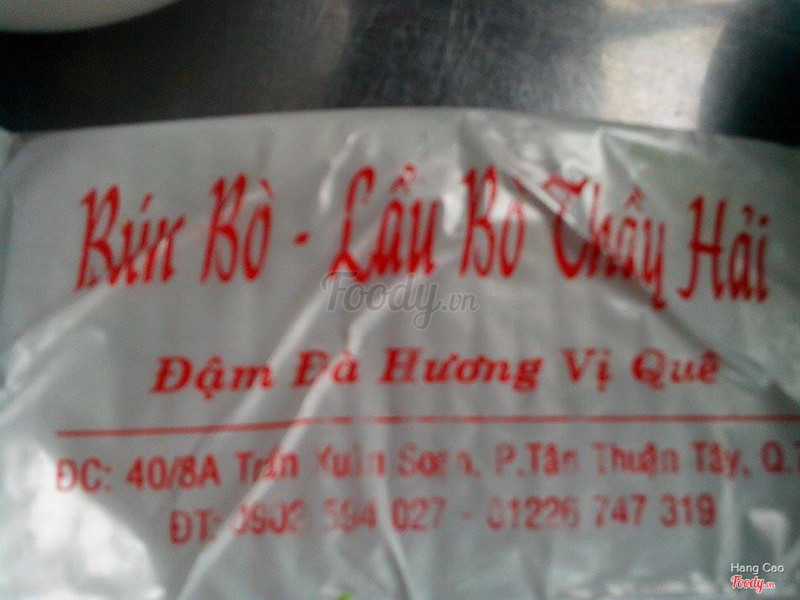 Bún Bò - Lẩu Bò Thầy Hải
Foody.vn
Đậm Đà Hương Vị Quê
ĐC: 40/8A Trần Xuân Soạn, P.Tân Thuận Tây, Q.7
ĐT: 0903 594 027 - 01226 747 319
Hang Cao
Foody.vn